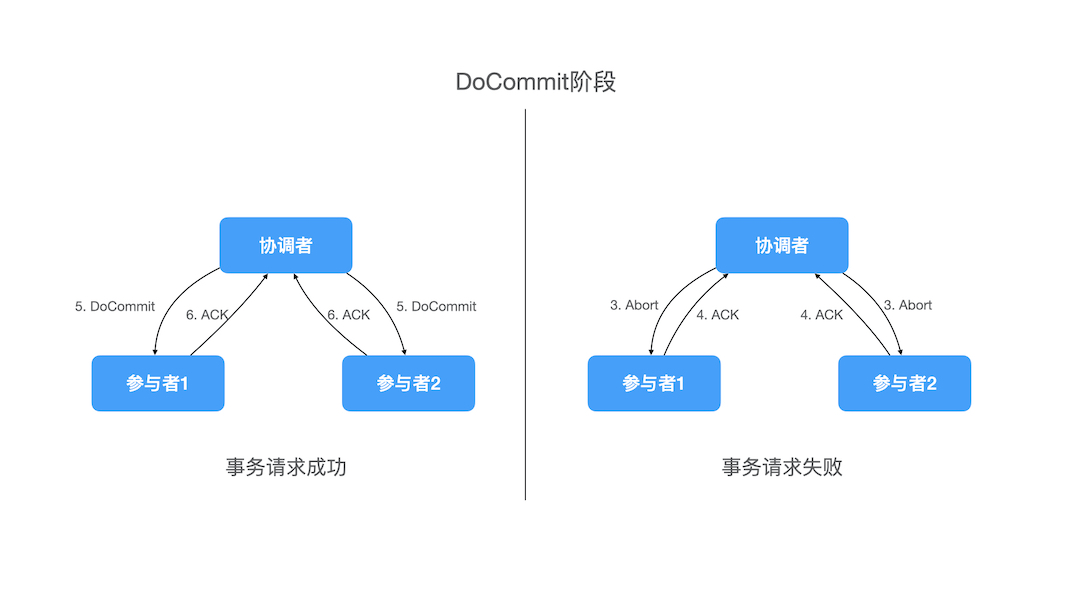 DoCommit阶段
协调者
5. DoCommit
6. ACK
6. ACK
5. DoCommit
参与者1
参与者2
事务请求成功
协调者
3. Abort
4. ACK
4. ACK
3. Abort
参与者1
参与者2
事务请求失败